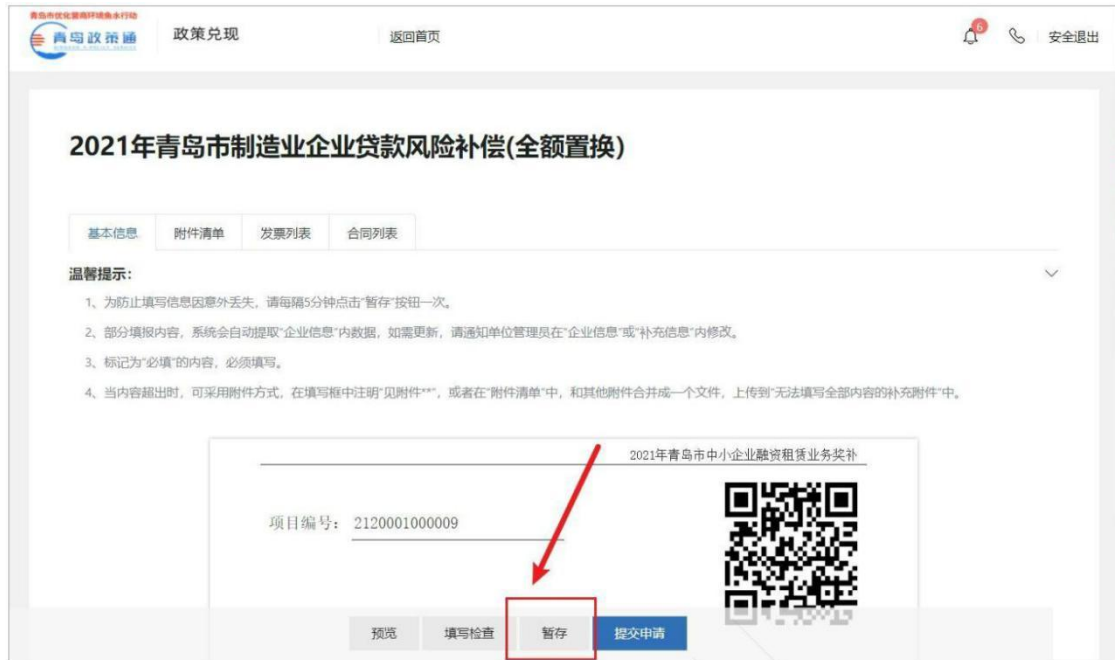 青岛市优化营商环境鱼水行动
青岛政策通
政策兑现
返回首页
6
安全退出
2021年青岛市制造业企业贷款风险补偿(全额置换)
基本信息 附件清单 发票列表 合同列表
温馨提示：
1、为防止填写信息因意外丢失，请每隔5分钟点击“暂存”按钮一次。
2、部分填报内容，系统会自动提取“企业信息”内数据，如需更新，请通知单位管理员在“企业信息”或“补充信息”内修改。
3、标记为“必填”的内容，必须填写。
4、当内容超出时，可采用附件方式，在填写框中注明“见附件**”，或者在“附件清单”中，和其他附件合并成一个文件，上传到“无法填写全部内容的补充附件”中。
2021年青岛市中小企业融资租赁业务奖补
项目编号： 2120001000009
预览 填写检查 暂存 提交申请